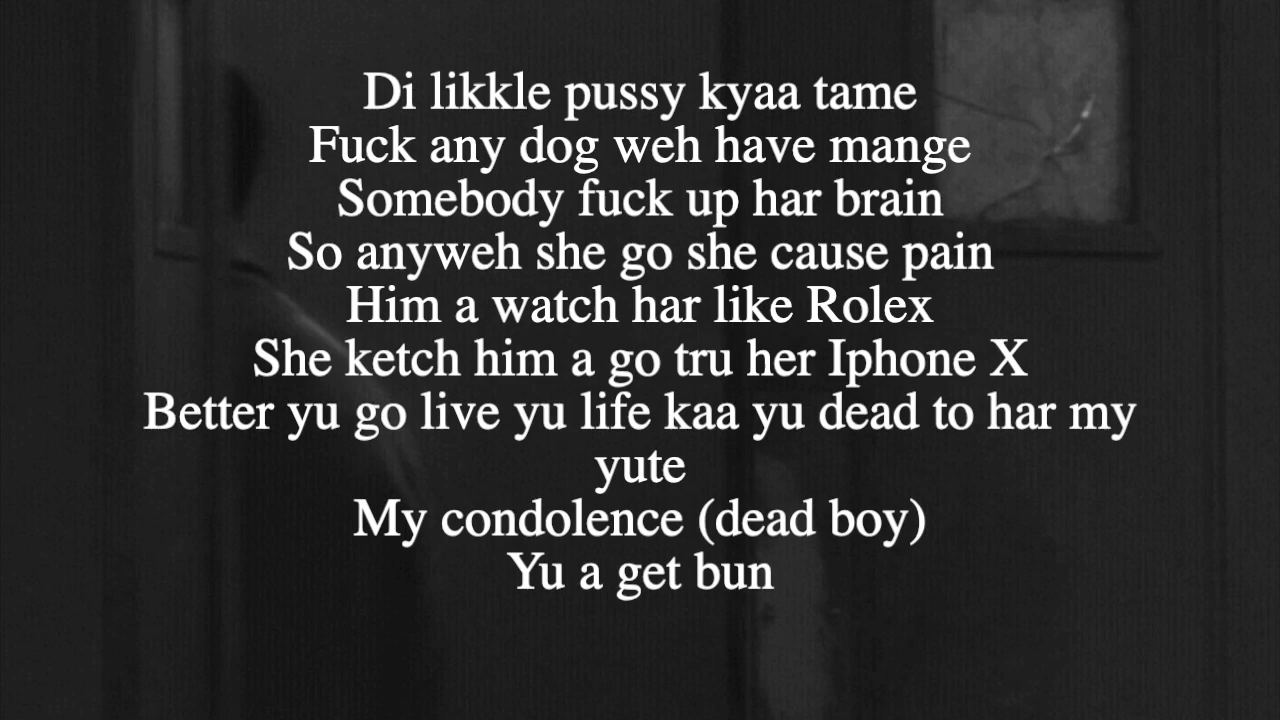 Di likkle pussy kyaa tame
Fuck any dog weh have mange
Somebody fuck up har brain
So anyweh she go she cause pain
Him a watch har like Rolex
She ketch him a go tru her Iphone X
Better yu go live yu life kaa yu dead to har my
yute
My condolence (dead boy)
Yu a get bun